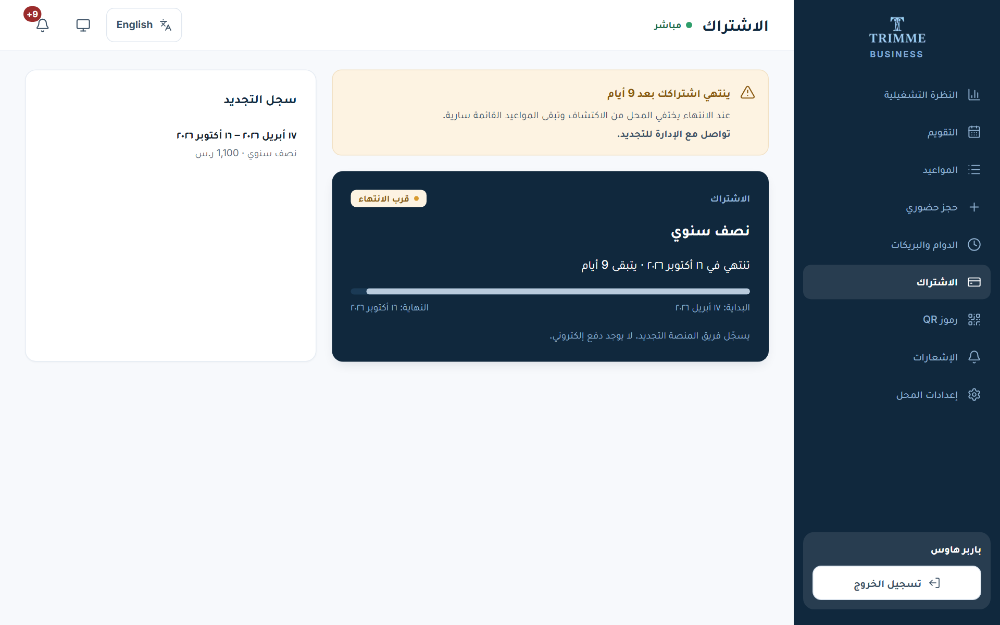 TRIMME
BUSINESS
النظرة التشغيلية
التقويم
المواعيد
حجز حضوري
الدوام والبريكات
الاشتراك
رموز QR
الإشعارات
إعدادات المحل
باربر هاوس
تسجيل الخروج
الاشتراك
مباشر
English
+9
ينتهي اشتراكك بعد 9 أيام
عند الانتهاء يختفي المحل من الاكتشاف وتبقى المواعيد القائمة سارية.
تواصل مع الإدارة للتجديد.
الاشتراك
قرب الانتهاء
نصف سنوي
تنتهي في ١٦ أكتوبر ٢٠٢٦ · يتبقى 9 أيام
البداية: ١٧ أبريل ٢٠٢٦
النهاية: ١٦ أكتوبر ٢٠٢٦
يسجّل فريق المنصة التجديد. لا يوجد دفع إلكتروني.
سجل التجديد
١٧ أبريل ٢٠٢٦ – ١٦ أكتوبر ٢٠٢٦
نصف سنوي · 1,100 ر.س